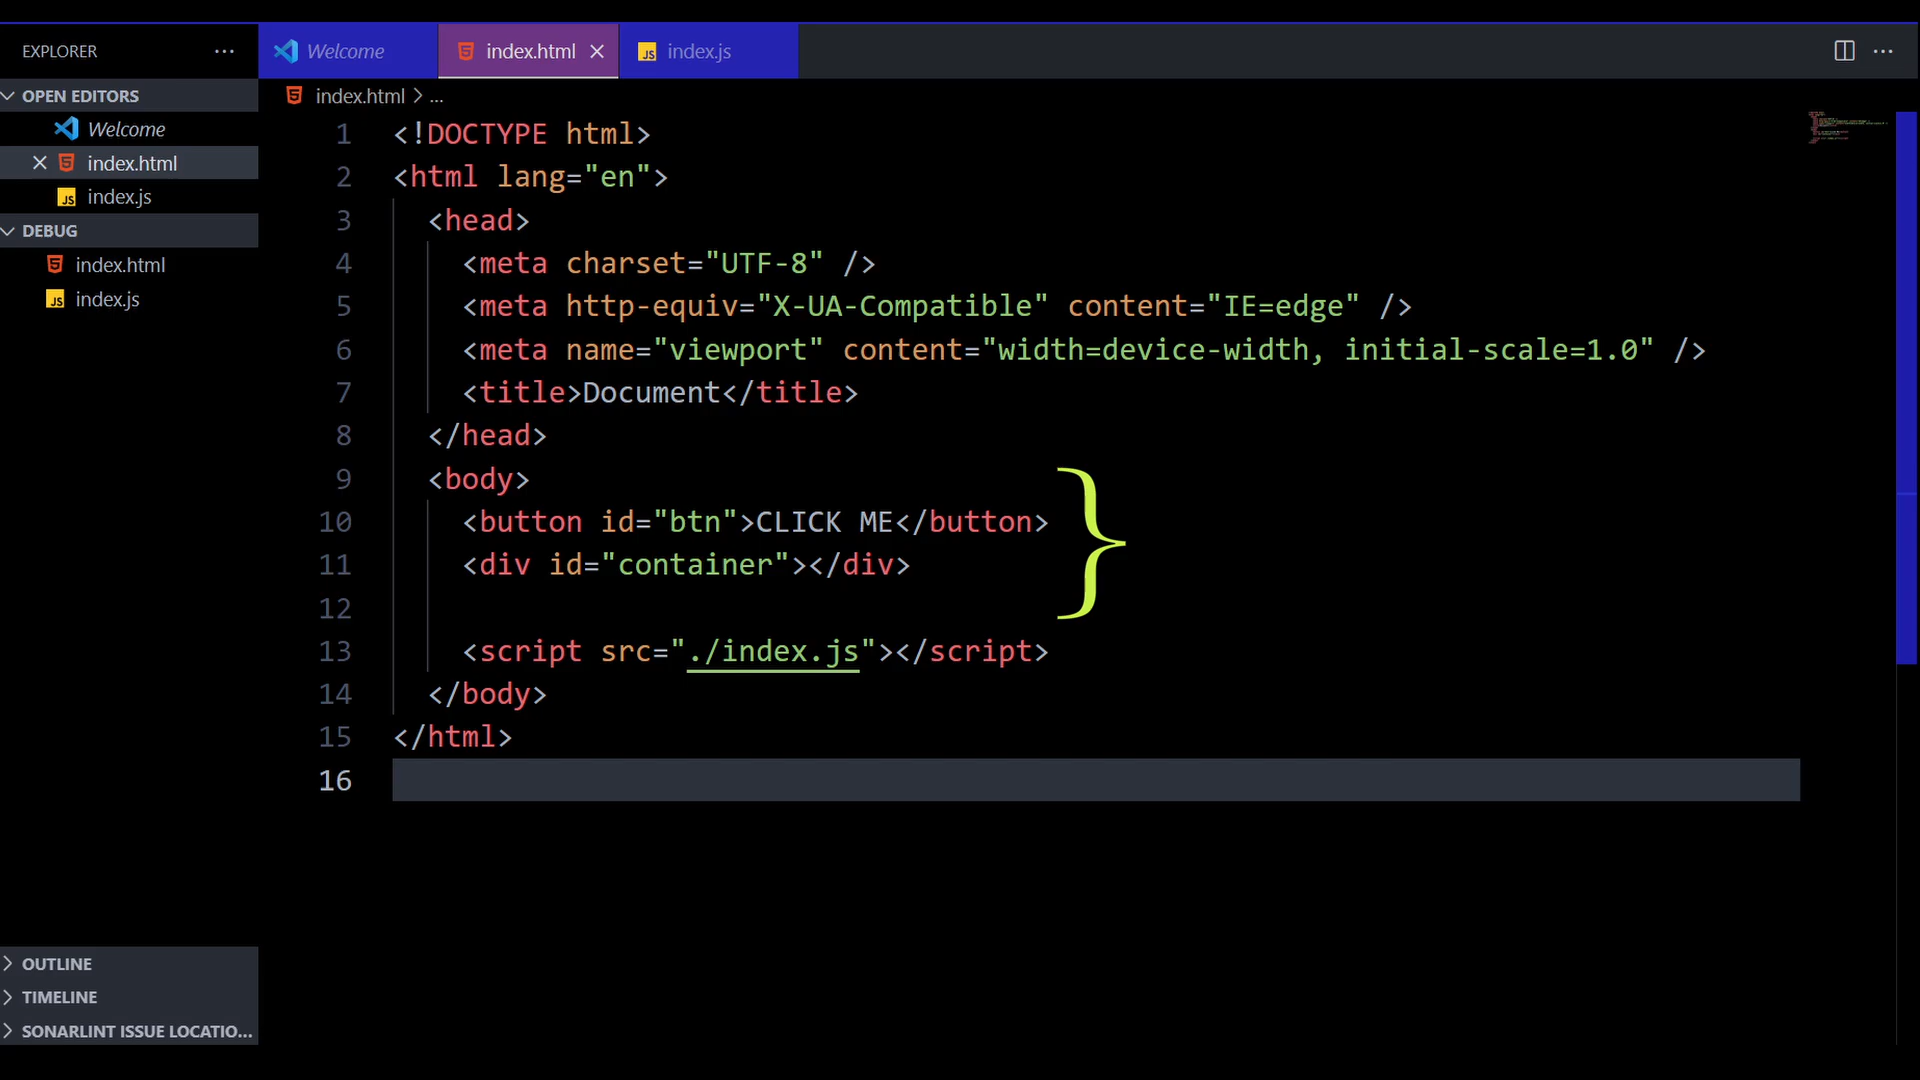 EXPLORER
Welcome
index.html
index.js
OPEN EDITORS
Welcome
index.html
index.js
DEBUG
index.html
index.js
OUTLINE
TIMELINE
SONARLINT ISSUE LOCATIO...
index.html > ...
1 <!DOCTYPE html>
2 <html lang="en">
3 <head>
4 <meta charset="UTF-8" />
5 <meta http-equiv="X-UA-Compatible" content="IE=edge" />
6 <meta name="viewport" content="width=device-width, initial-scale=1.0" />
7 <title>Document</title>
8 </head>
9 <body>
10 <button id="btn">CLICK ME</button>
11 <div id="container"></div>
12
13 <script src="./index.js"></script>
14 </body>
15 </html>
16